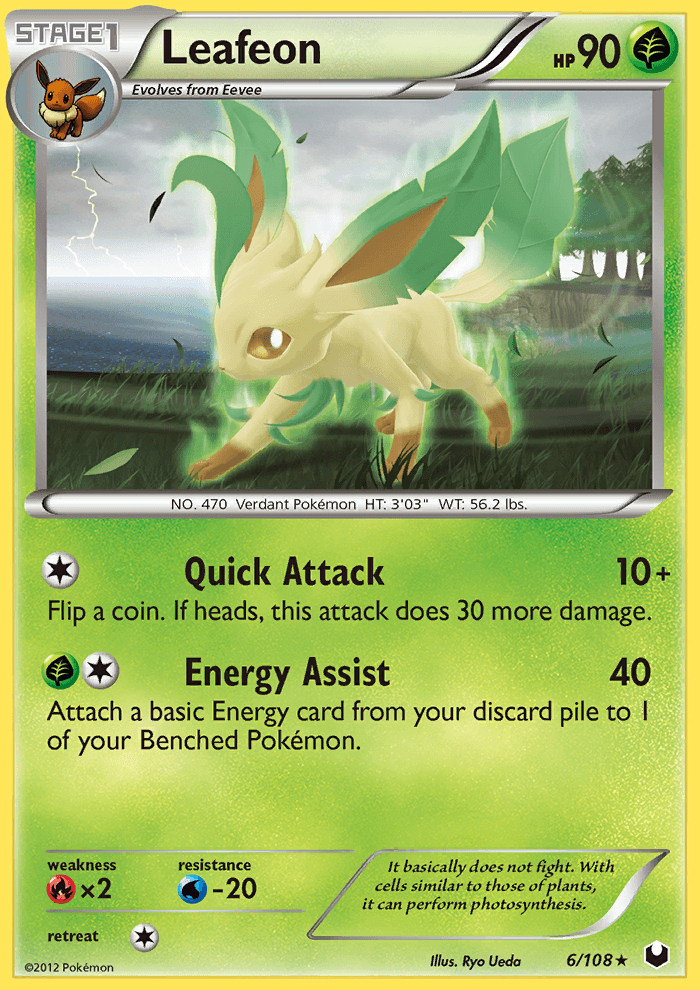 STAGE1
Leafeon
HP 90
Evolves from Eevee
NO. 470 Verdant Pokémon HT: 3'03" WT: 56.2 lbs.
Quick Attack 10+
Flip a coin. If heads, this attack does 30 more damage.
Energy Assist 40
Attach a basic Energy card from your discard pile to 1
of your Benched Pokémon.
weakness
×2
resistance
-20
retreat
It basically does not fight. With
cells similar to those of plants,
it can perform photosynthesis.
©2012 Pokémon
Illus. Ryo Ueda
6/108★